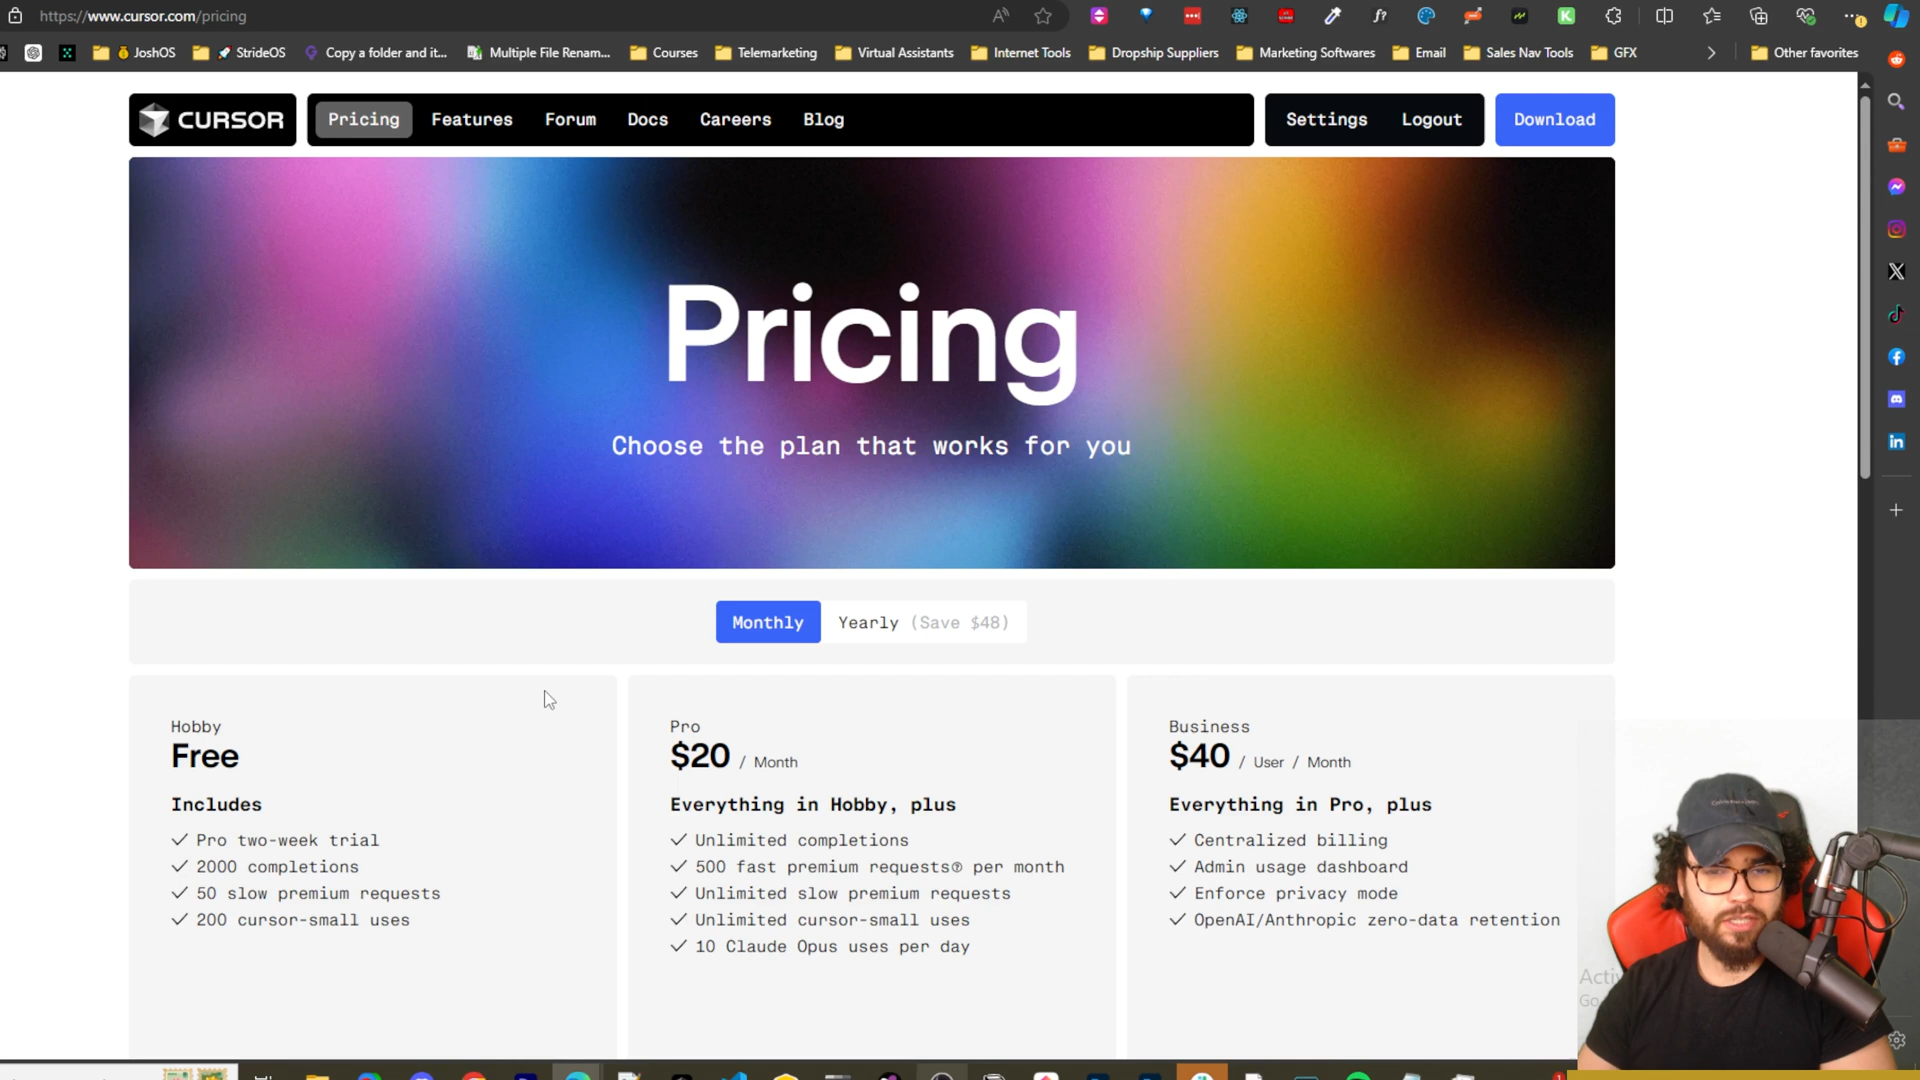 https://www.cursor.com/pricing
JoshOS
StrideOS
Copy a folder and it...
Multiple File Renam...
Courses
Telemarketing
Virtual Assistants
Internet Tools
Dropship Suppliers
Marketing Softwares
Email
Sales Nav Tools
GFX
Other favorites
CURSOR
Pricing
Features
Forum
Docs
Careers
Blog
Settings
Logout
Download
Pricing
Choose the plan that works for you
Monthly
Yearly (Save $48)
Hobby
Free
Includes
Pro two-week trial
2000 completions
50 slow premium requests
200 cursor-small uses
Pro
$20 / Month
Everything in Hobby, plus
Unlimited completions
500 fast premium requests per month
Unlimited slow premium requests
Unlimited cursor-small uses
10 Claude Opus uses per day
Business
$40 / User / Month
Everything in Pro, plus
Centralized billing
Admin usage dashboard
Enforce privacy mode
OpenAI/Anthropic zero-data retention